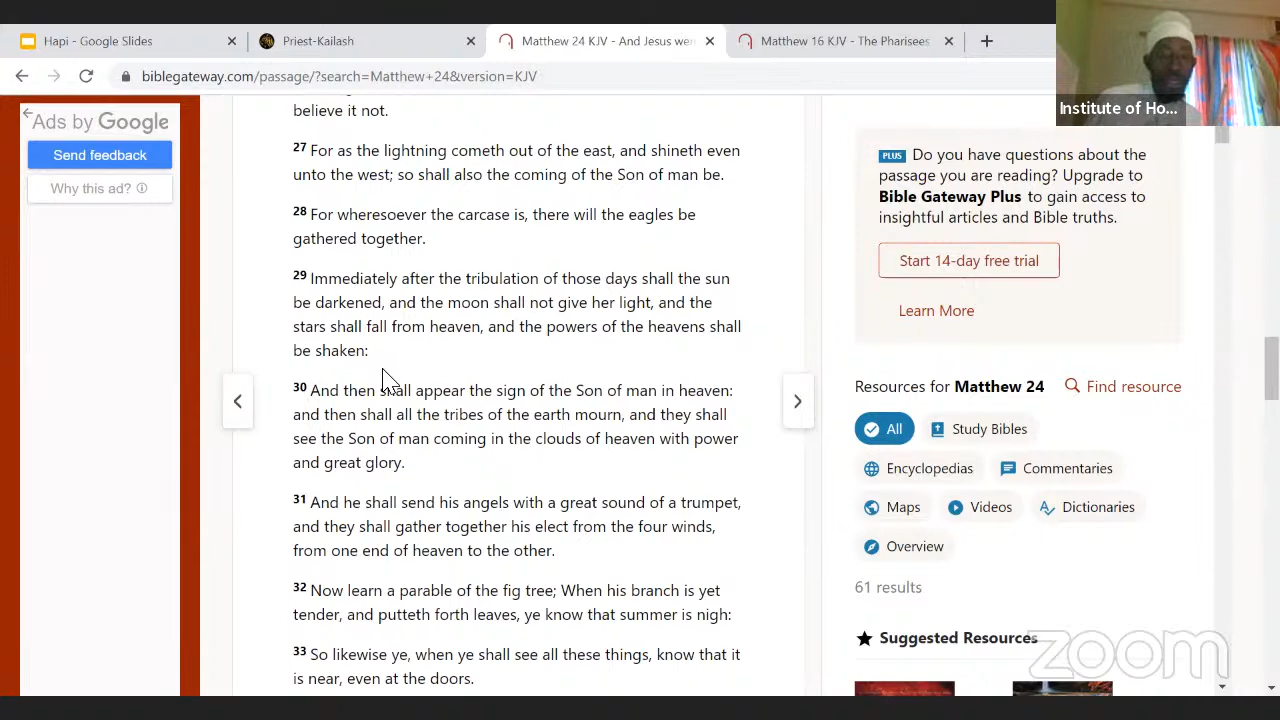 Hapi - Google Slides
Priest-Kailash
Matthew 24 KJV - And Jesus wer
Matthew 16 KJV - The Pharisees
biblegateway.com/passage/?search=Matthew+24&version=KJV
Institute of Ho...
Ads by Google
Send feedback
Why this ad?
believe it not.
27 For as the lightning cometh out of the east, and shineth even
unto the west; so shall also the coming of the Son of man be.
28 For wheresoever the carcase is, there will the eagles be
gathered together.
29 Immediately after the tribulation of those days shall the sun
be darkened, and the moon shall not give her light, and the
stars shall fall from heaven, and the powers of the heavens shall
be shaken:
30 And then shall appear the sign of the Son of man in heaven:
and then shall all the tribes of the earth mourn, and they shall
see the Son of man coming in the clouds of heaven with power
and great glory.
31 And he shall send his angels with a great sound of a trumpet,
and they shall gather together his elect from the four winds,
from one end of heaven to the other.
32 Now learn a parable of the fig tree; When his branch is yet
tender, and putteth forth leaves, ye know that summer is nigh:
33 So likewise ye, when ye shall see all these things, know that it
is near, even at the doors.
PLUS Do you have questions about the
passage you are reading? Upgrade to
Bible Gateway Plus to gain access to
insightful articles and Bible truths.
Start 14-day free trial
Learn More
Resources for Matthew 24
Find resource
All
Study Bibles
Encyclopedias
Commentaries
Maps
Videos
Dictionaries
Overview
61 results
Suggested Resources
zoom